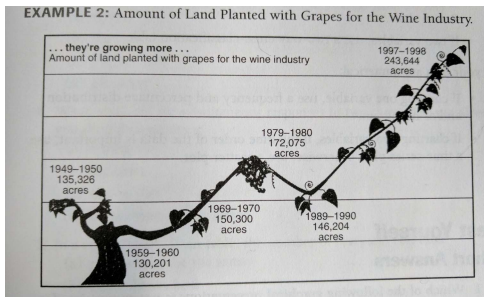 EXAMPLE 2: Amount of Land Planted with Grapes for the Wine Industry.
. . . they're growing more . . .
Amount of land planted with grapes for the wine industry
1997–1998
243,644
acres
1979–1980
172,075
acres
1949–1950
135,326
acres
1969–1970
150,300
acres
1989–1990
146,204
acres
1959–1960
130,201
acres